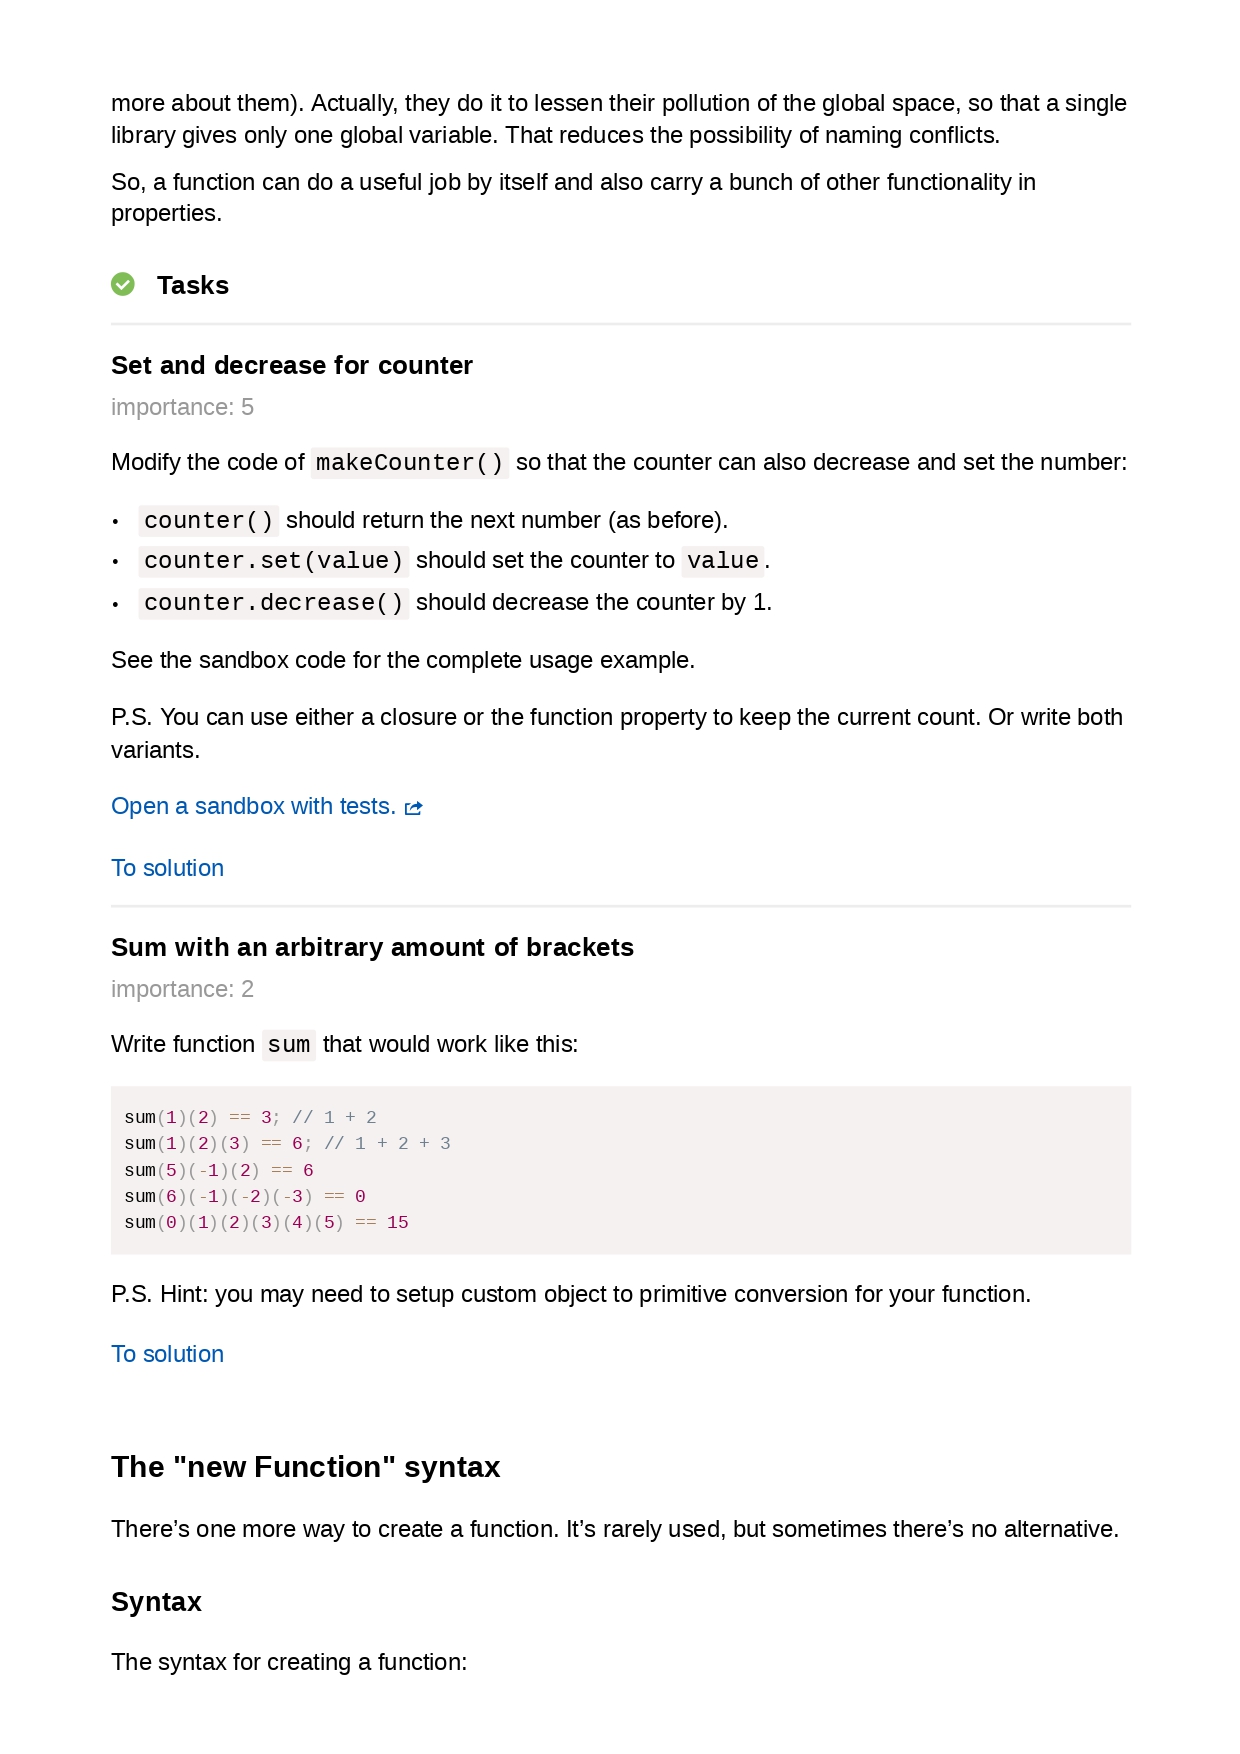 more about them). Actually, they do it to lessen their pollution of the global space, so that a single
library gives only one global variable. That reduces the possibility of naming conflicts.
So, a function can do a useful job by itself and also carry a bunch of other functionality in
properties.
Tasks
Set and decrease for counter
importance: 5
Modify the code of makeCounter() so that the counter can also decrease and set the number:
• counter() should return the next number (as before).
• counter.set(value) should set the counter to value.
• counter.decrease() should decrease the counter by 1.
See the sandbox code for the complete usage example.
P.S. You can use either a closure or the function property to keep the current count. Or write both
variants.
Open a sandbox with tests.
To solution
Sum with an arbitrary amount of brackets
importance: 2
Write function sum that would work like this:
sum(1)(2) == 3; // 1 + 2
sum(1)(2)(3) == 6; // 1 + 2 + 3
sum(5)(-1)(2) == 6
sum(6)(-1)(-2)(-3) == 0
sum(0)(1)(2)(3)(4)(5) == 15
P.S. Hint: you may need to setup custom object to primitive conversion for your function.
To solution
The "new Function" syntax
There’s one more way to create a function. It’s rarely used, but sometimes there’s no alternative.
Syntax
The syntax for creating a function: